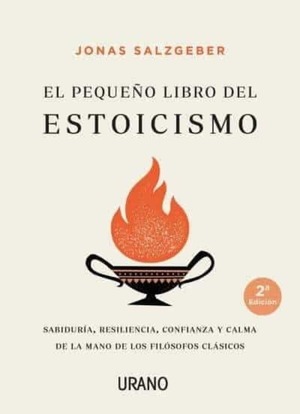 JONAS SALZGEBER
EL PEQUEÑO LIBRO DEL
ESTOICISMO
2ª
Edición
SABIDURÍA, RESILIENCIA, CONFIANZA Y CALMA
DE LA MANO DE LOS FILÓSOFOS CLÁSICOS
URANO